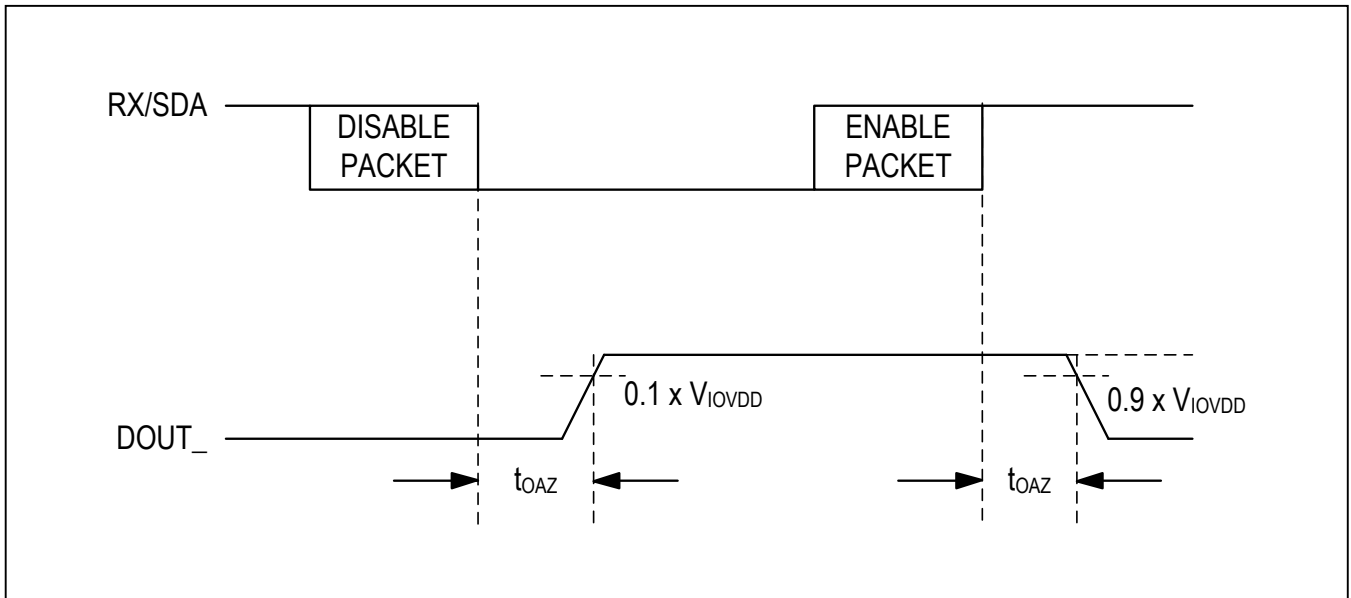 RX/SDA
DISABLE
PACKET
ENABLE
PACKET
0.1 x VIOVDD
0.9 x VIOVDD
DOUT_
tOAZ
tOAZ